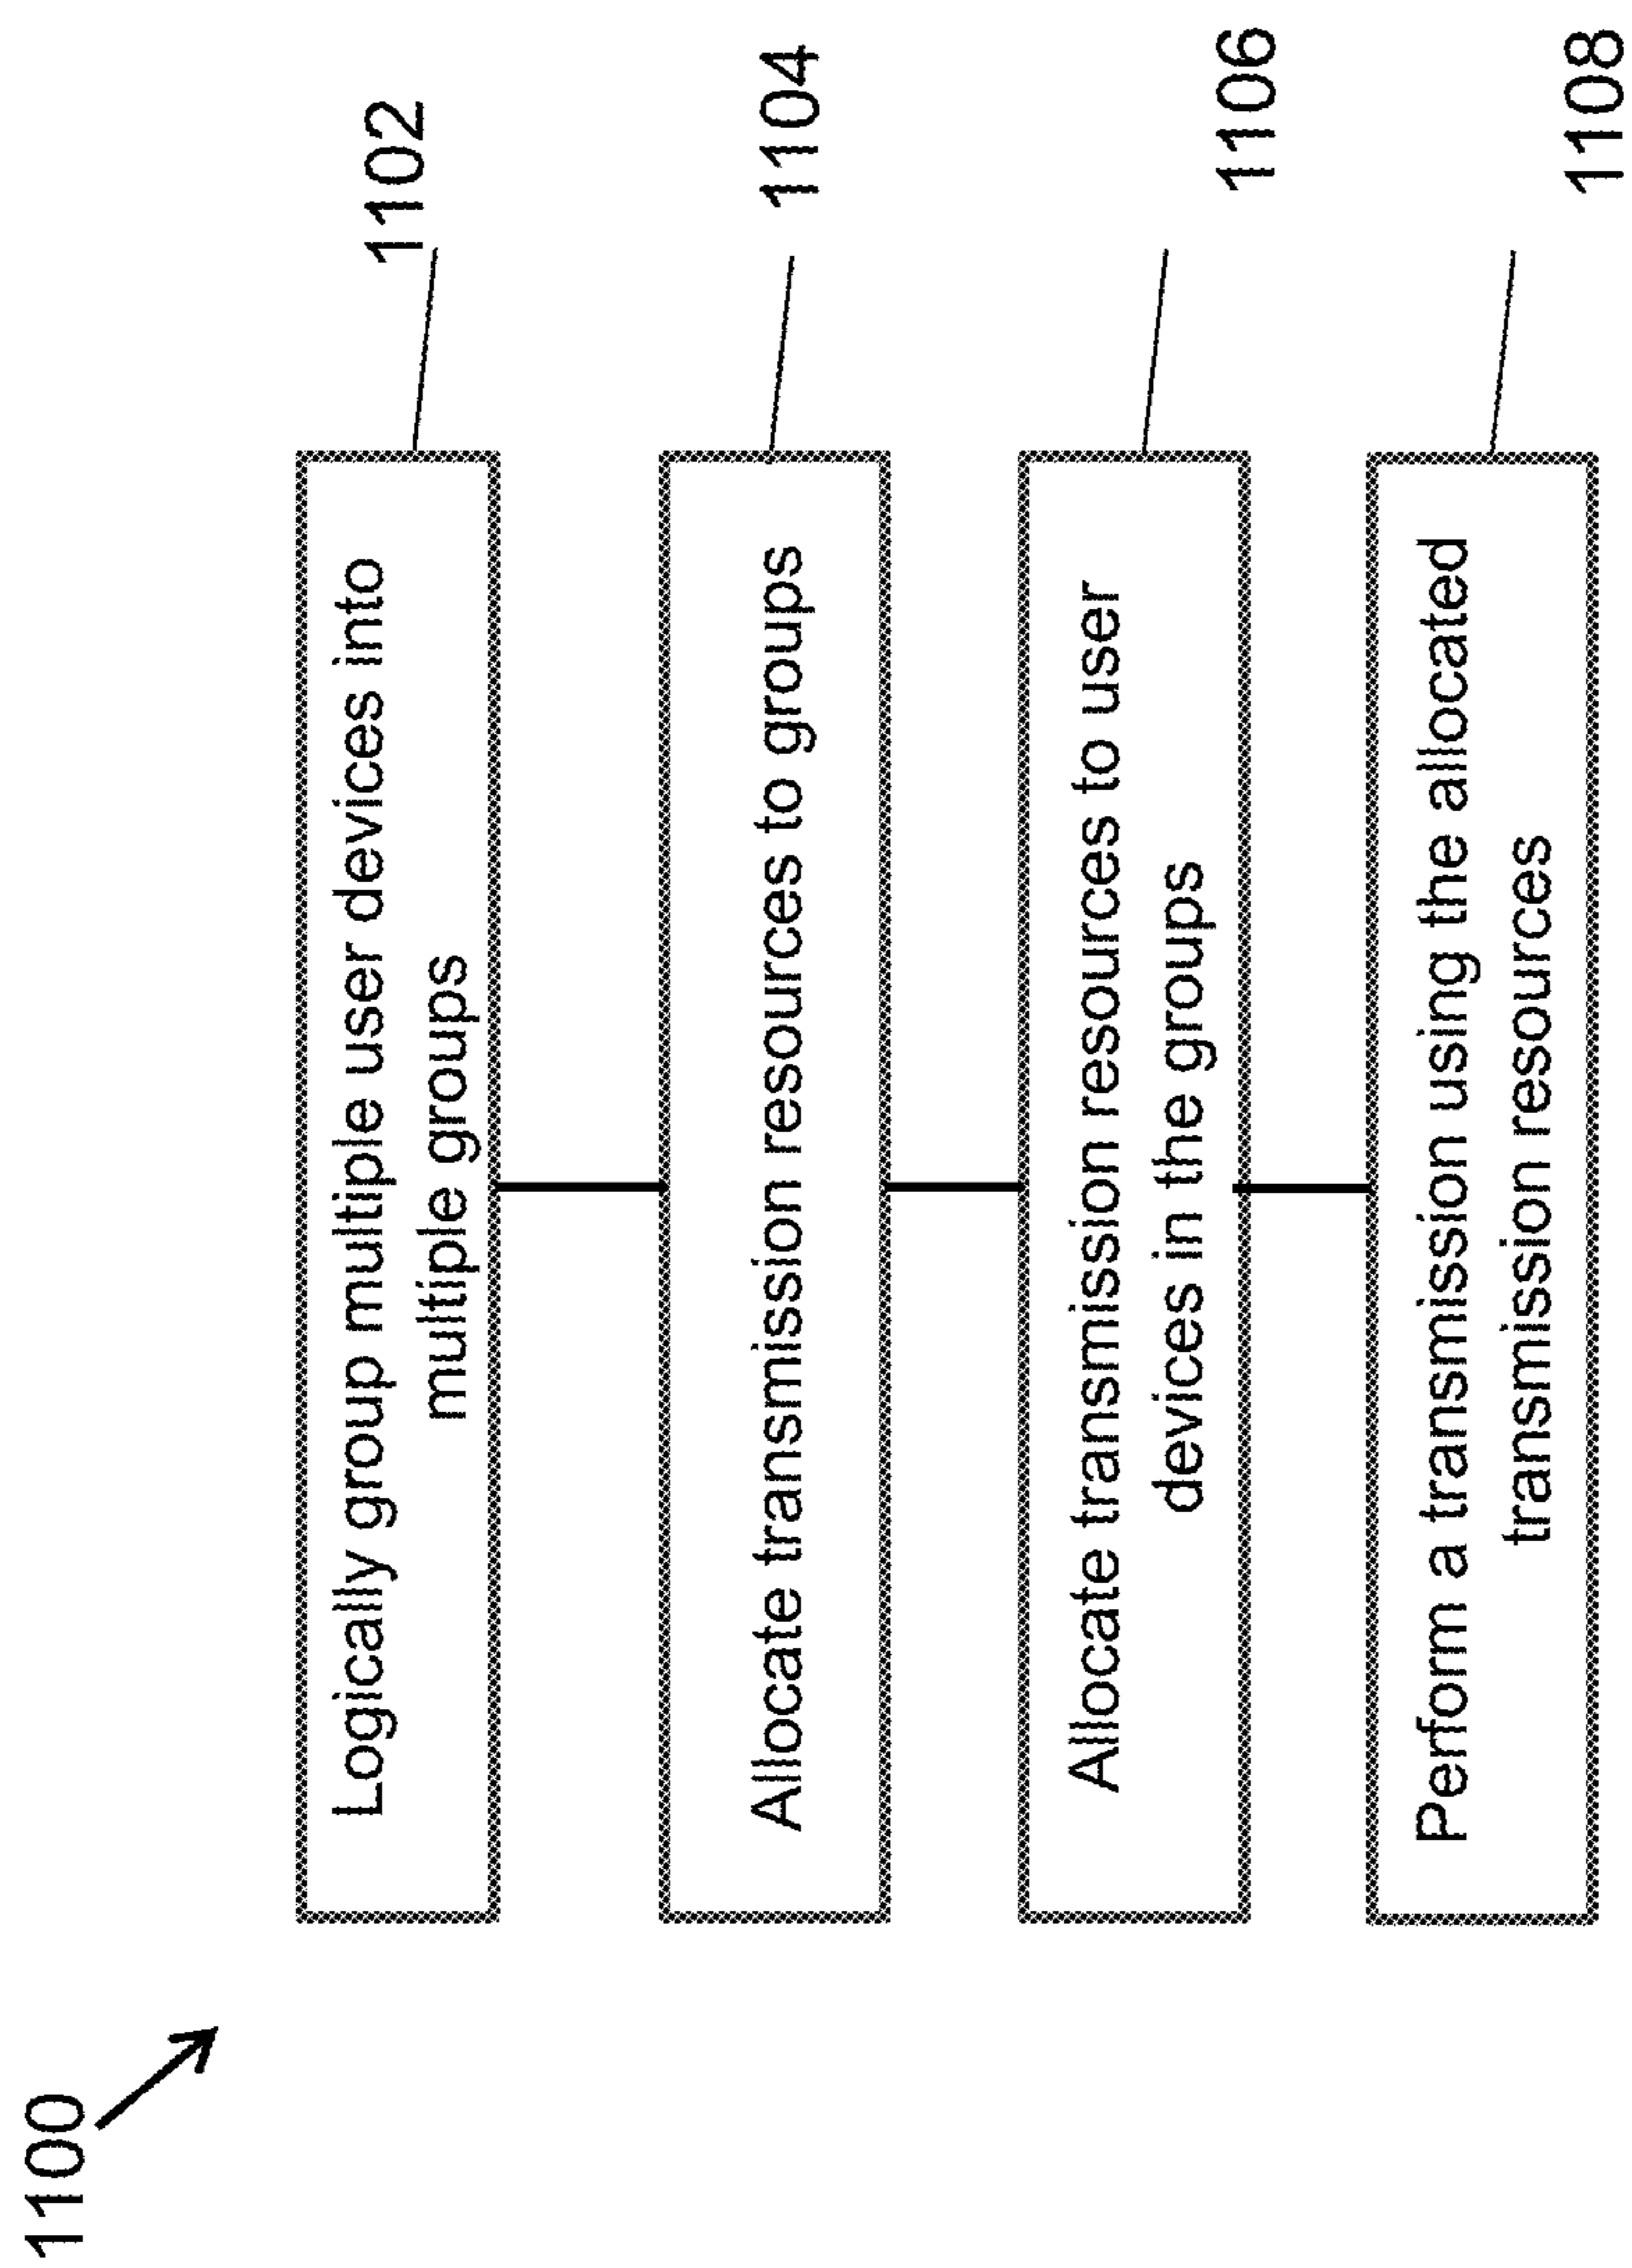 1100
Logically group multiple user devices into
multiple groups
1102
Allocate transmission resources to groups
1104
Allocate transmission resources to user
devices in the groups
1106
Perform a transmission using the allocated
transmission resources
1108